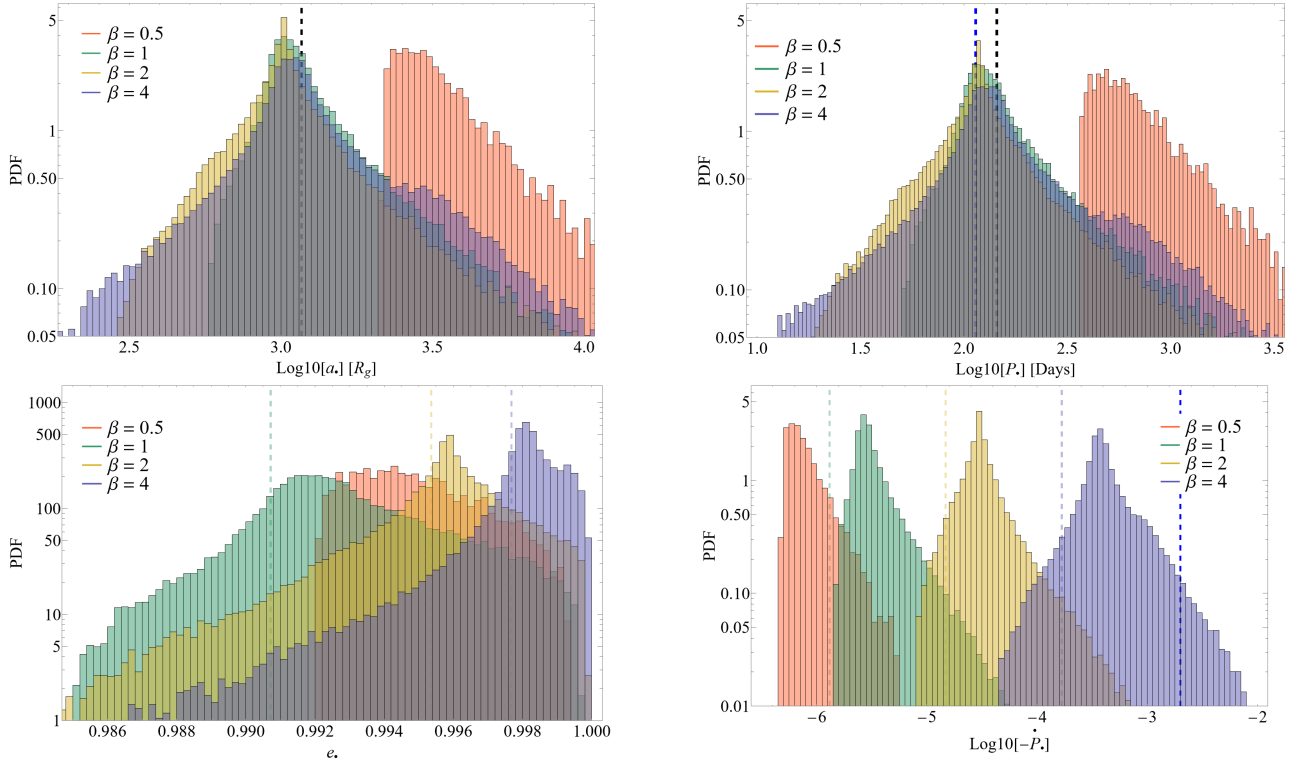 5
1
0.50
0.10
0.05
PDF
β = 0.5
β = 1
β = 2
β = 4
2.5 3.0 3.5 4.0
Log10[a•] [Rg]
5
1
0.50
0.10
0.05
PDF
β = 0.5
β = 1
β = 2
β = 4
1.0 1.5 2.0 2.5 3.0 3.5
Log10[P•] [Days]
1000
500
100
50
10
5
1
PDF
β = 0.5
β = 1
β = 2
β = 4
0.986 0.988 0.990 0.992 0.994 0.996 0.998 1.000
e•
5
1
0.50
0.10
0.05
0.01
PDF
β = 0.5
β = 1
β = 2
β = 4
−6 −5 −4 −3 −2
Log10[−Ṗ•]